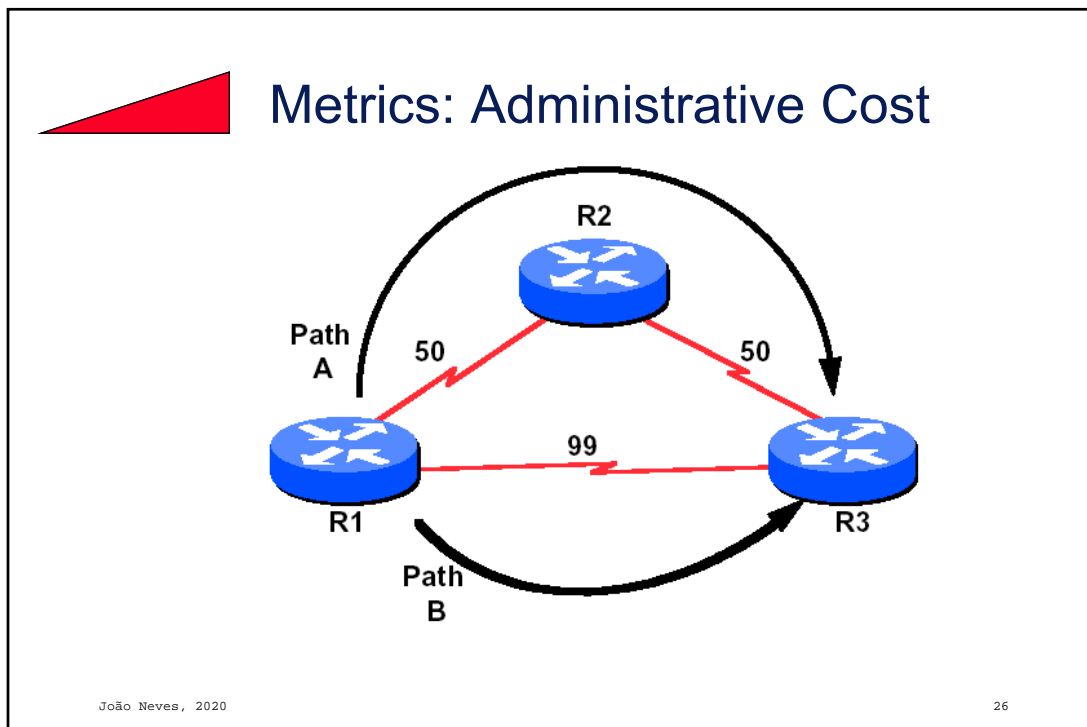 Metrics: Administrative Cost
R2
Path
A
50
50
99
R1
R3
Path
B
João Neves, 2020
26